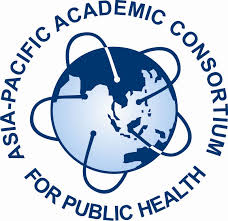 ASIA-PACIFIC ACADEMIC CONSORTIUM
FOR PUBLIC HEALTH